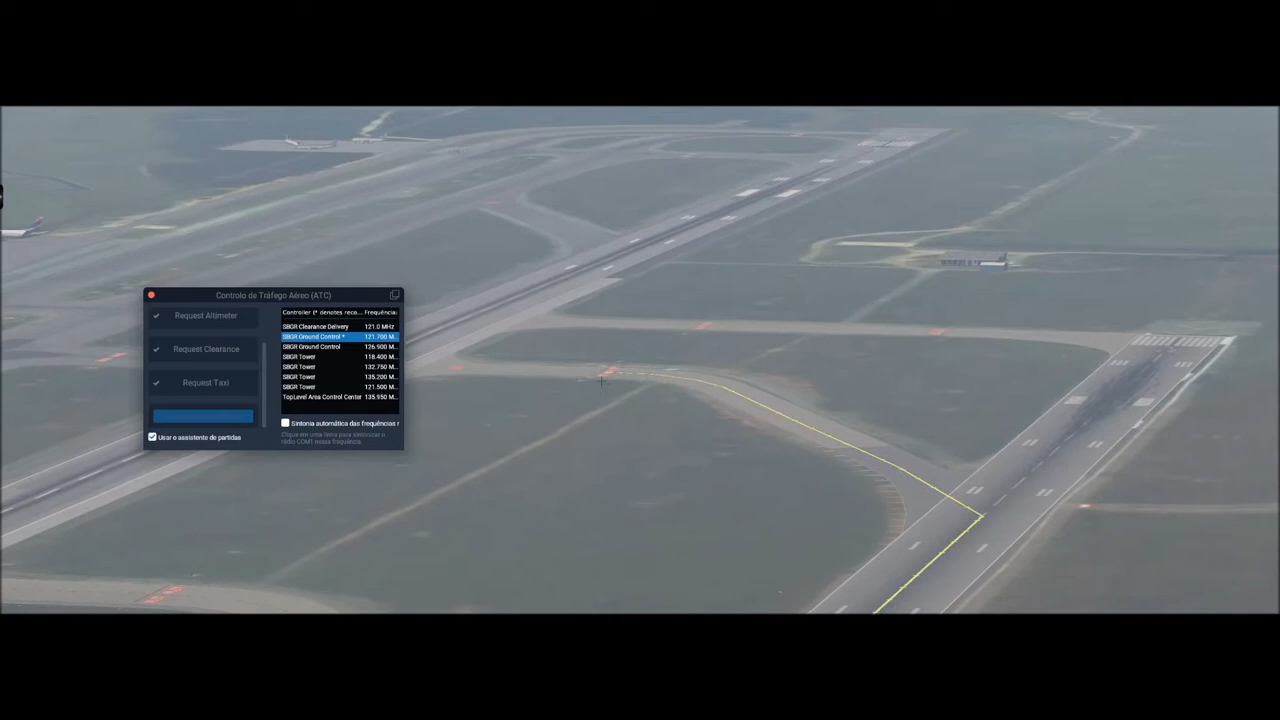 Controlo de Tráfego Aéreo (ATC)
Request Altimeter
Request Clearance
Request Taxi
Usar o assistente de partidas
Controller (* denotes reco... Frequência:
SBGR Clearance Delivery 121.0 MHz
SBGR Ground Control * 121.700 M...
SBGR Ground Control 126.900 M...
SBGR Tower 118.400 M...
SBGR Tower 132.750 M...
SBGR Tower 135.200 M...
SBGR Tower 121.500 M...
TopLevel Area Control Center 135.950 M...
Sintonia automática das frequências r
Clique em uma linha para sintonizar o
rádio COM1 nessa frequência.